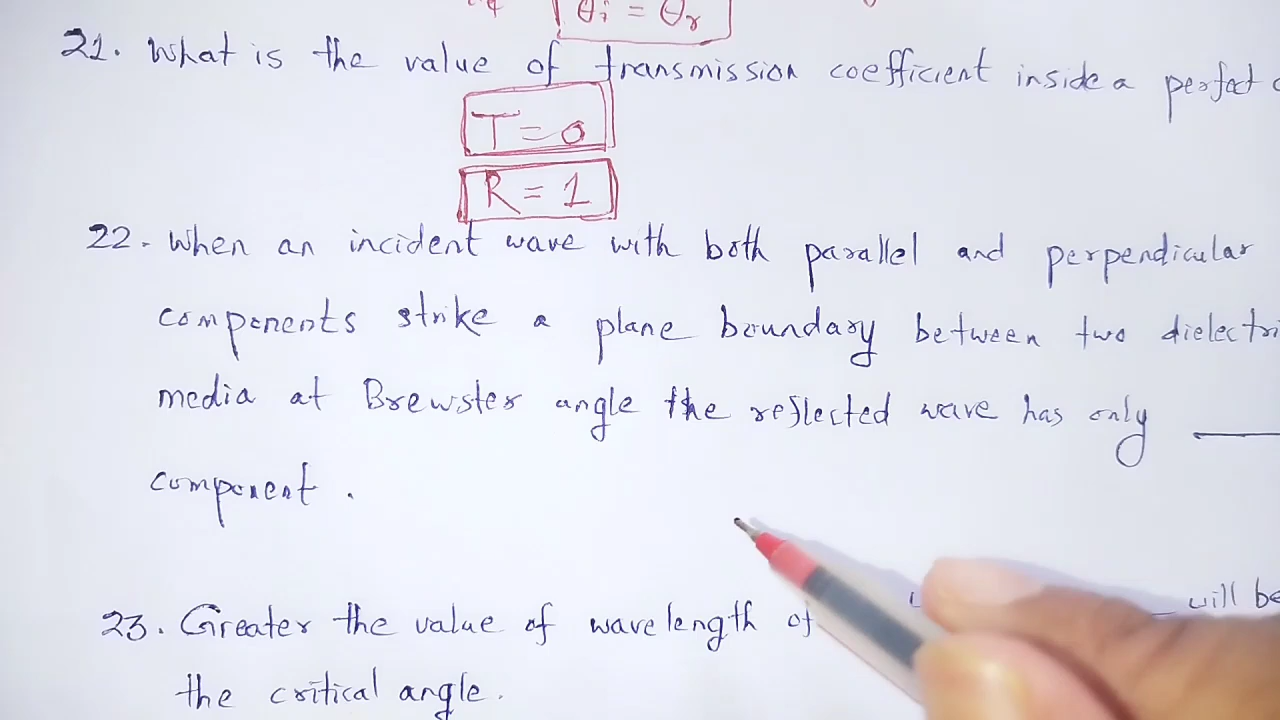 θi = θr
21. What is the value of transmission coefficient inside a perfect
T = 0
R = 1
22. When an incident wave with both parallel and perpendicular
components strike a plane boundary between two dielectri
media at Brewster angle the reflected wave has only ____
component.
23. Greater the value of wavelength of will be
the critical angle.